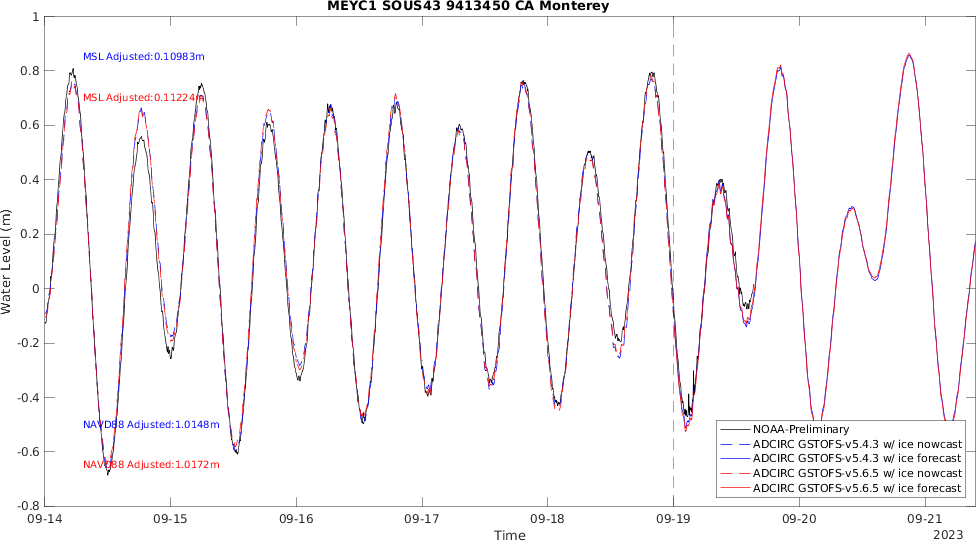 MEYC1 SOUS43 9413450 CA Monterey
1
0.8
0.6
0.4
0.2
0
-0.2
-0.4
-0.6
-0.8
Water Level (m)
MSL Adjusted:0.10983m
MSL Adjusted:0.11224m
NAVD88 Adjusted:1.0148m
NAVD88 Adjusted:1.0172m
NOAA-Preliminary
ADCIRC GSTOFS-v5.4.3 w/ ice nowcast
ADCIRC GSTOFS-v5.4.3 w/ ice forecast
ADCIRC GSTOFS-v5.6.5 w/ ice nowcast
ADCIRC GSTOFS-v5.6.5 w/ ice forecast
09-14 09-15 09-16 09-17 09-18 09-19 09-20 09-21
Time
2023